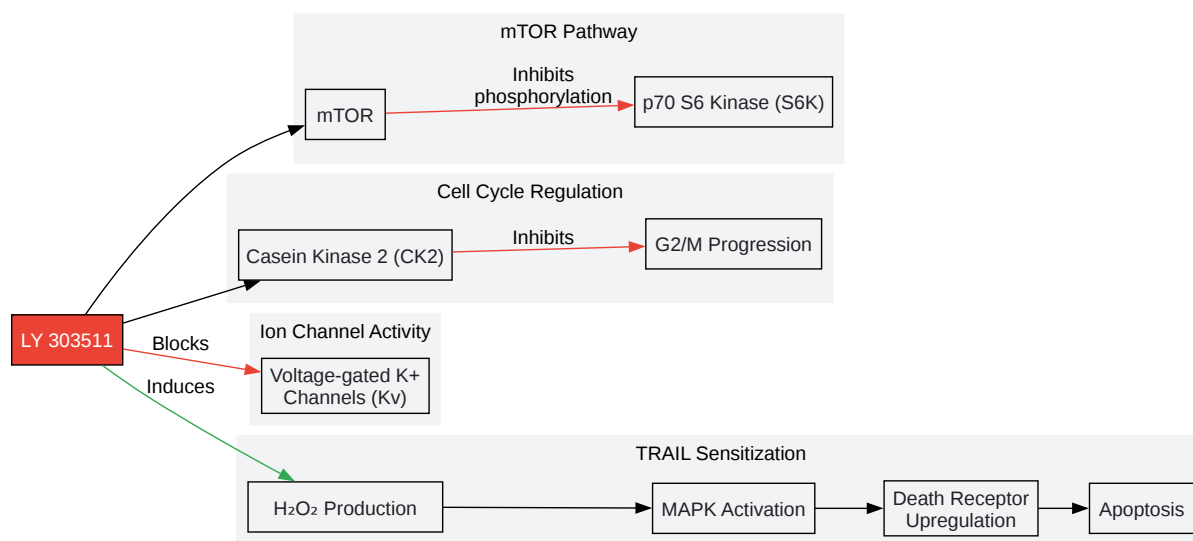 mTOR Pathway
Inhibits
phosphorylation
mTOR
p70 S6 Kinase (S6K)
Cell Cycle Regulation
Casein Kinase 2 (CK2)
Inhibits
G2/M Progression
LY 303511
Blocks
Induces
Ion Channel Activity
Voltage-gated K+
Channels (Kv)
TRAIL Sensitization
H₂O₂ Production
MAPK Activation
Death Receptor
Upregulation
Apoptosis